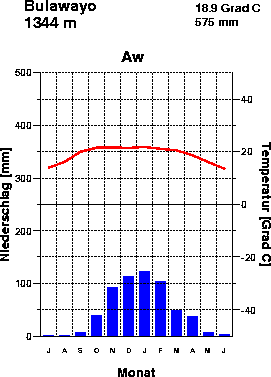 Bulawayo
18.9 Grad C
1344 m
575 mm
Aw
500
400
300
200
100
0
40
20
0
-20
-40
Niederschlag [mm]
Temperatur [Grad C]
J A S O N D J F M A M J
Monat